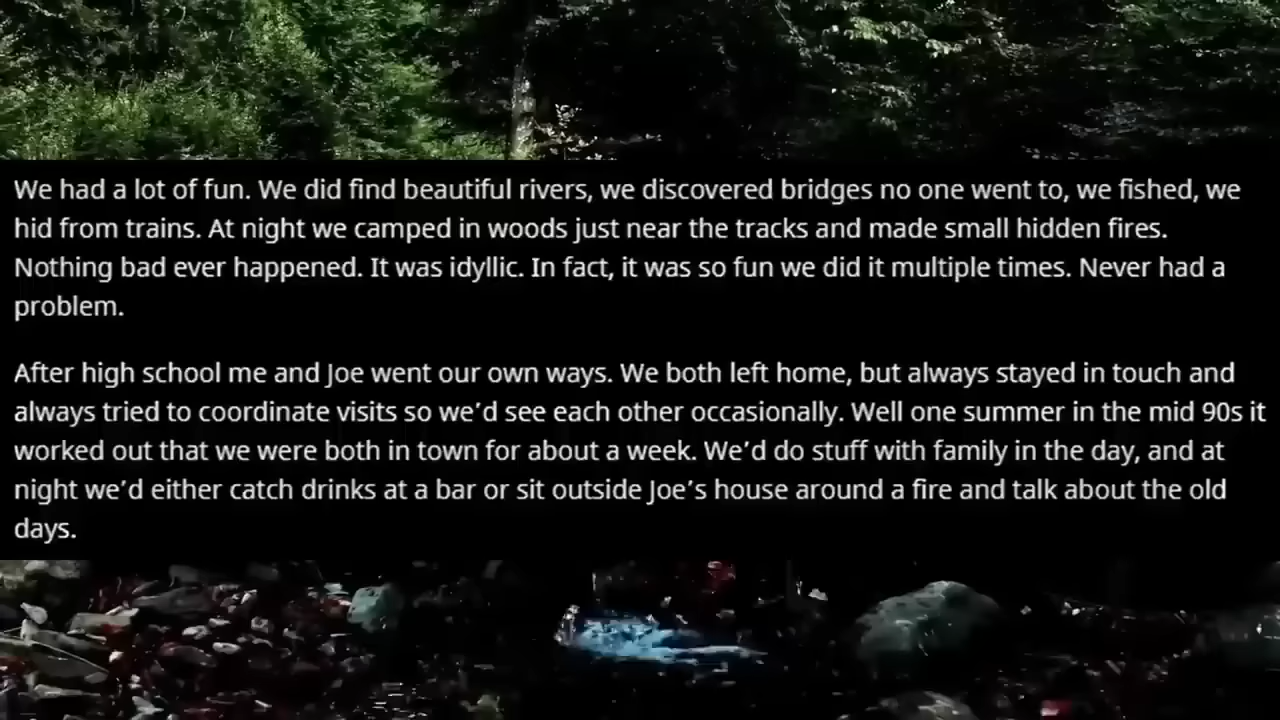 We had a lot of fun. We did find beautiful rivers, we discovered bridges no one went to, we fished, we
hid from trains. At night we camped in woods just near the tracks and made small hidden fires.
Nothing bad ever happened. It was idyllic. In fact, it was so fun we did it multiple times. Never had a
problem.
After high school me and Joe went our own ways. We both left home, but always stayed in touch and
always tried to coordinate visits so we’d see each other occasionally. Well one summer in the mid 90s it
worked out that we were both in town for about a week. We’d do stuff with family in the day, and at
night we’d either catch drinks at a bar or sit outside Joe’s house around a fire and talk about the old
days.